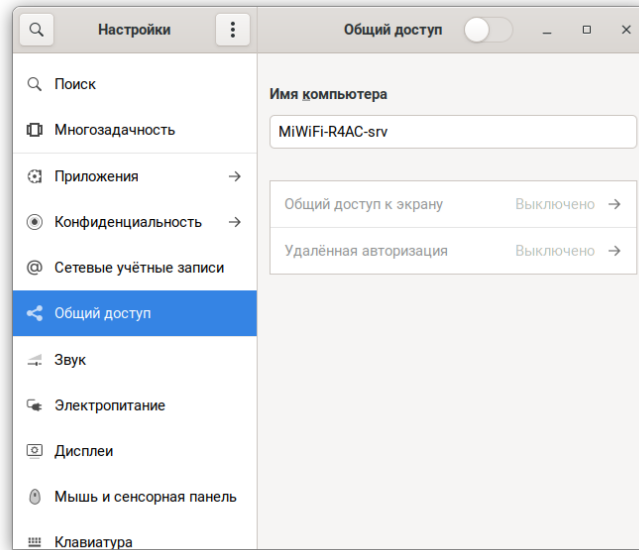 Настройки
Общий доступ
Поиск
Многозадачность
Приложения
Конфиденциальность
Сетевые учётные записи
Общий доступ
Звук
Электропитание
Дисплеи
Мышь и сенсорная панель
Клавиатура
Имя компьютера
MiWiFi-R4AC-srv
Общий доступ к экрану Выключено
Удалённая авторизация Выключено